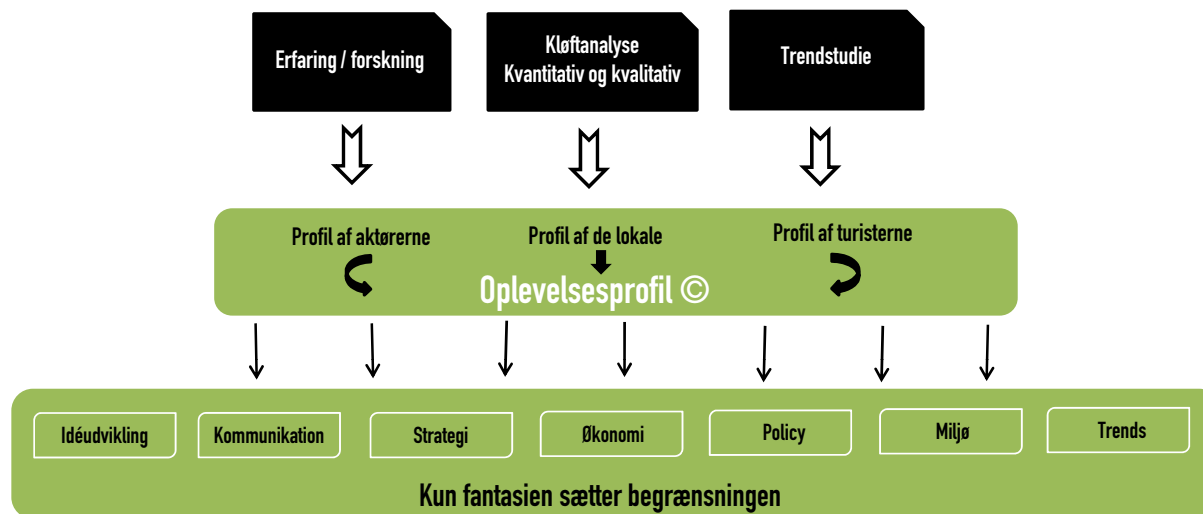 Erfaring / forskning
Kløftanalyse
Kvantitativ og kvalitativ
Trendstudie
Profil af aktørerne
Profil af de lokale
Profil af turisterne
Oplevelsesprofil ©
Idéudvikling
Kommunikation
Strategi
Økonomi
Policy
Miljø
Trends
Kun fantasien sætter begrænsningen